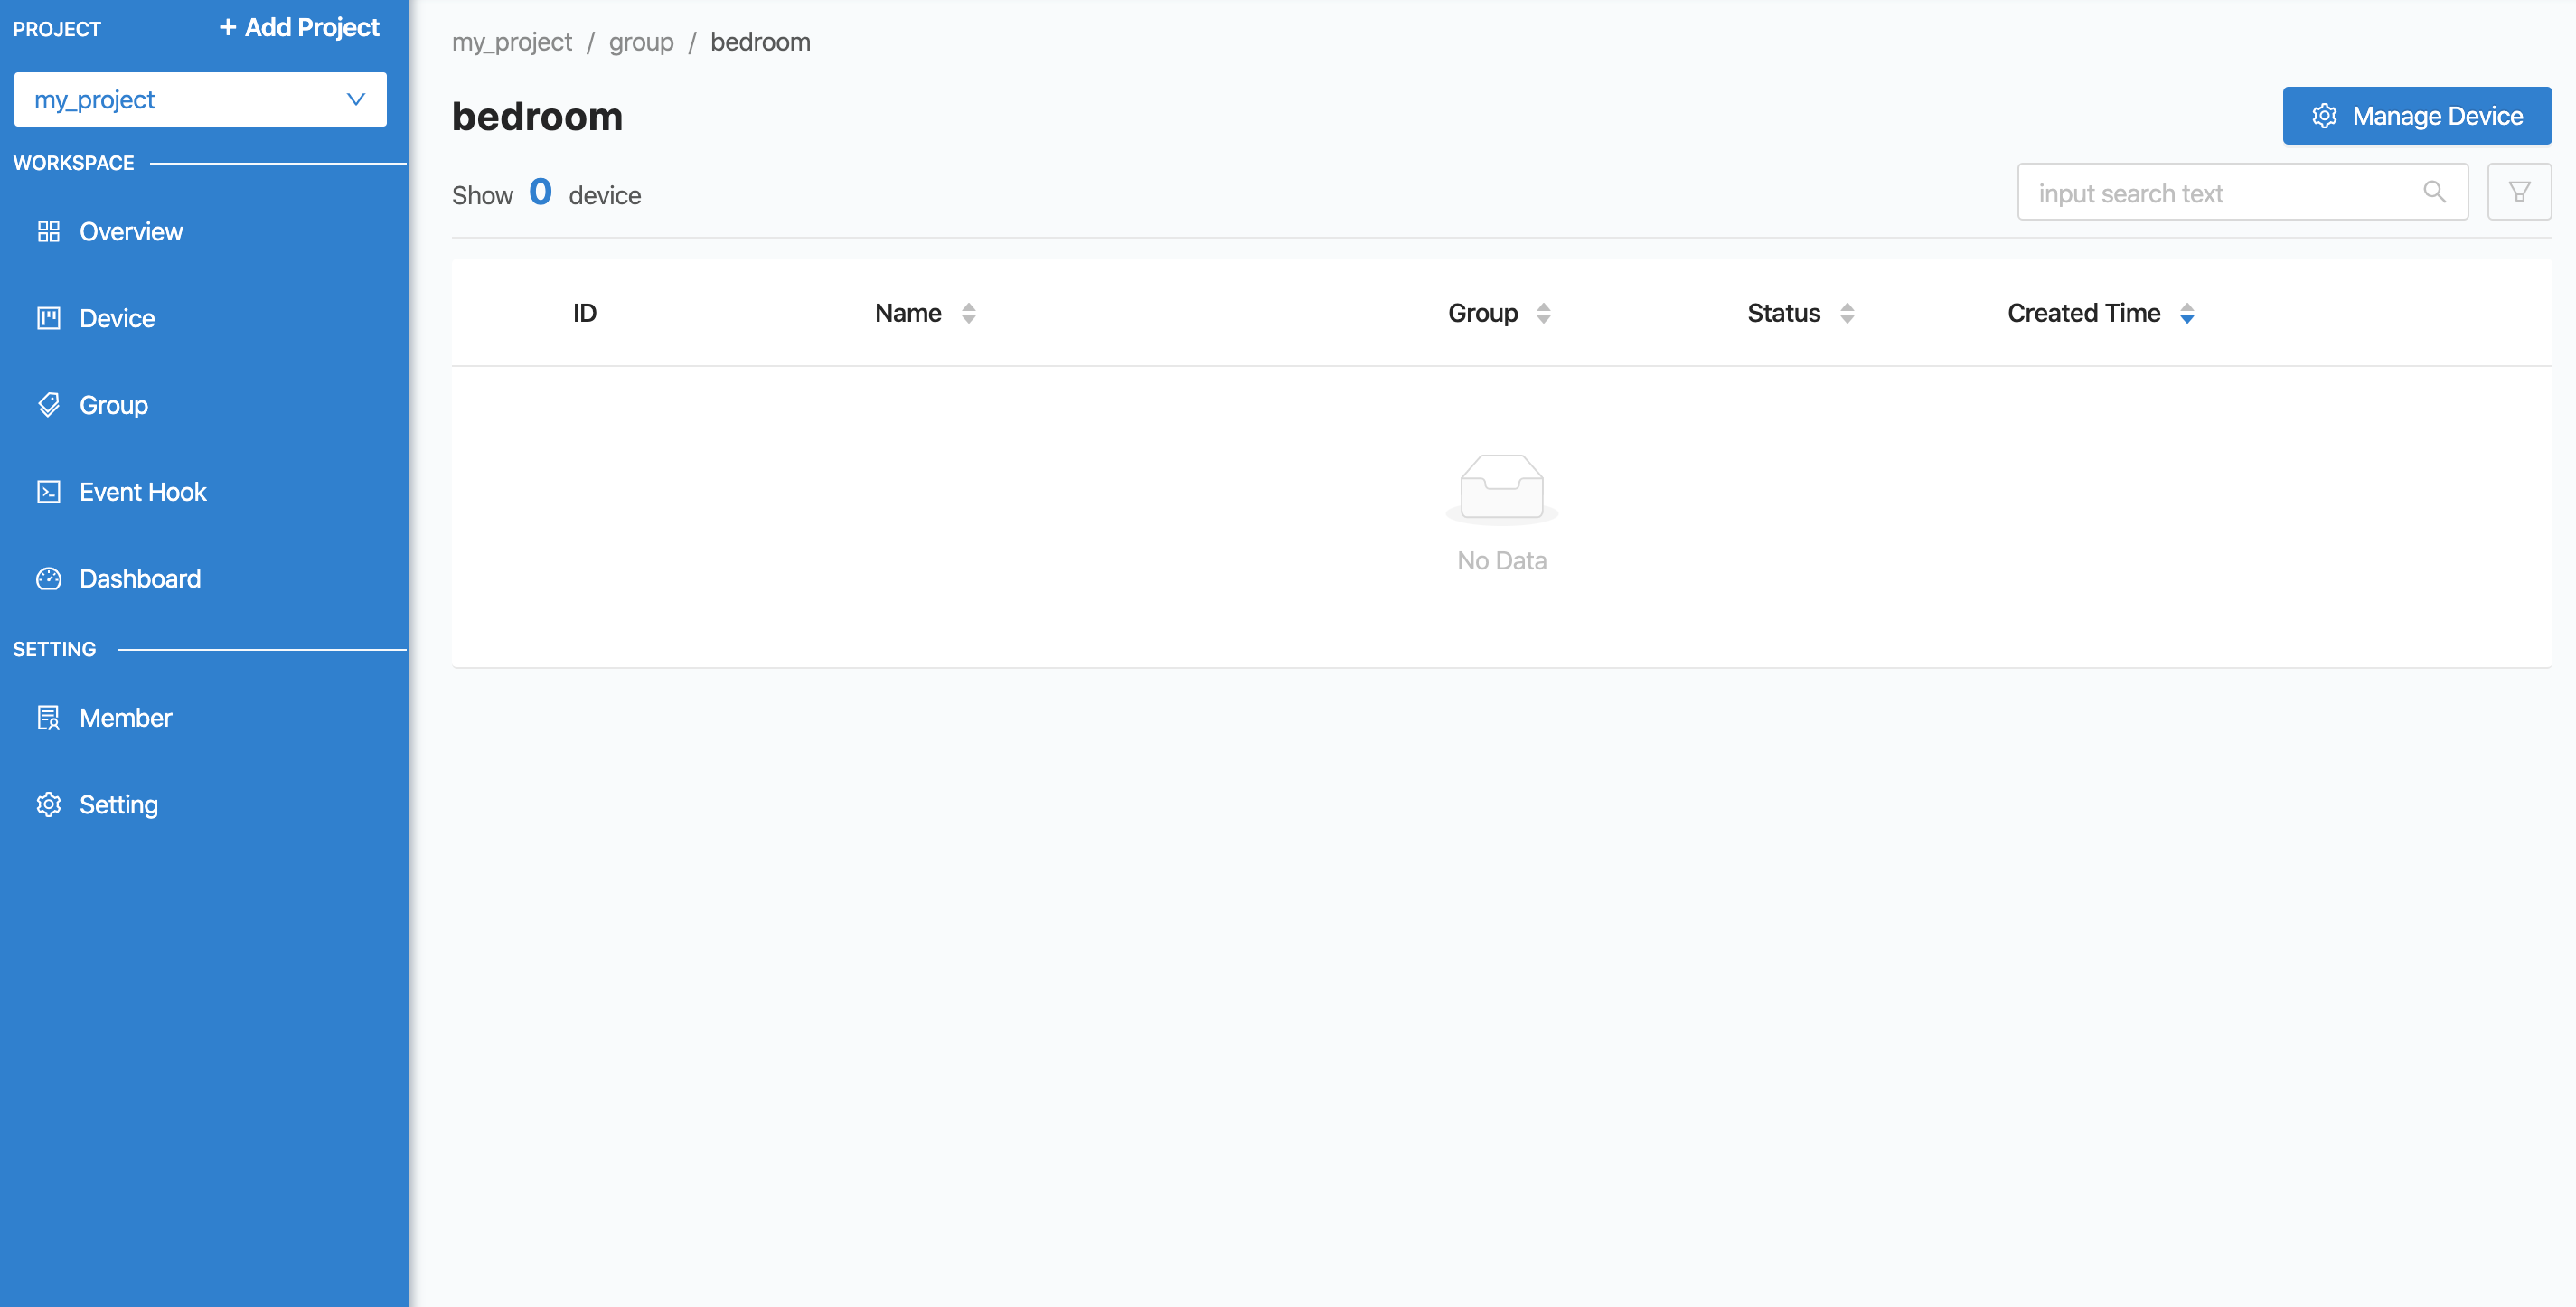 PROJECT
+ Add Project
my_project
WORKSPACE
Overview
Device
Group
Event Hook
Dashboard
SETTING
Member
Setting
my_project / group / bedroom
bedroom
Manage Device
Show 0 device
input search text
ID Name Group Status Created Time
No Data